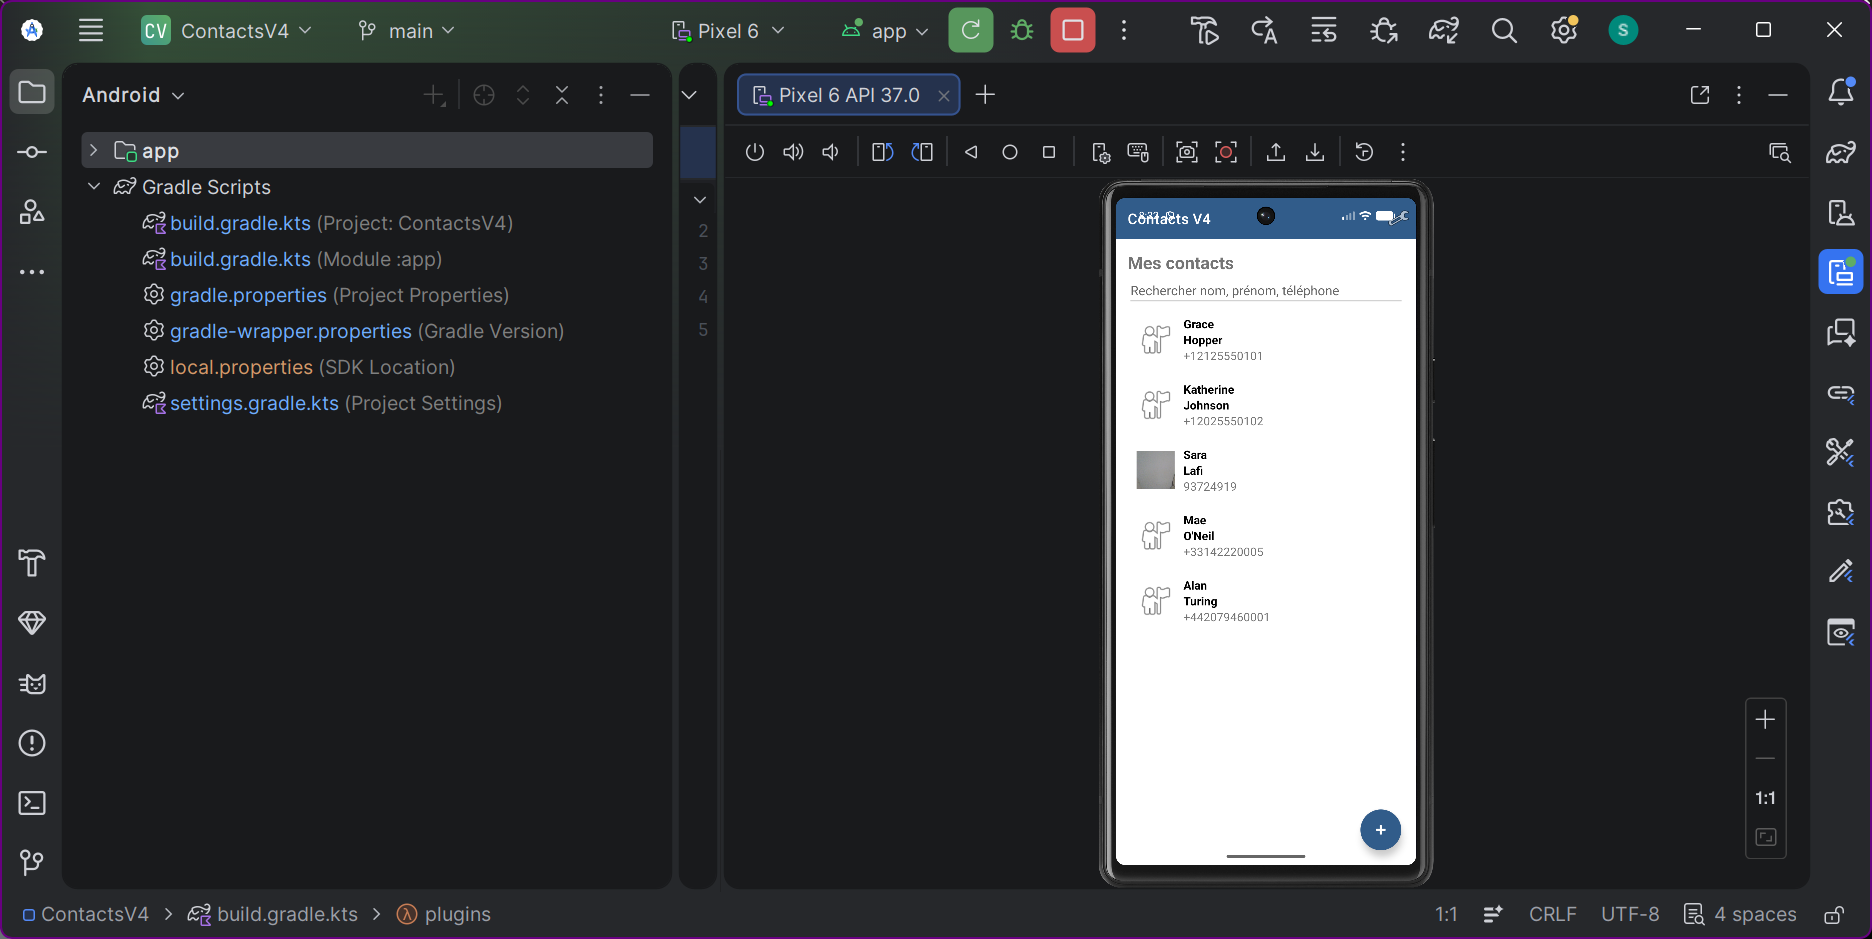 CV ContactsV4 main Pixel 6 app S
Android
Pixel 6 API 37.0
app
Gradle Scripts
build.gradle.kts (Project: ContactsV4)
build.gradle.kts (Module :app)
gradle.properties (Project Properties)
gradle-wrapper.properties (Gradle Version)
local.properties (SDK Location)
settings.gradle.kts (Project Settings)
2
3
4
5
Contacts V4
Mes contacts
Rechercher nom, prénom, téléphone
Grace
Hopper
+12125550101
Katherine
Johnson
+12025550102
Sara
Lafi
93724919
Mae
O'Neil
+33142220005
Alan
Turing
+442079460001
+
1:1
ContactsV4 > build.gradle.kts > plugins
1:1 CRLF UTF-8 4 spaces